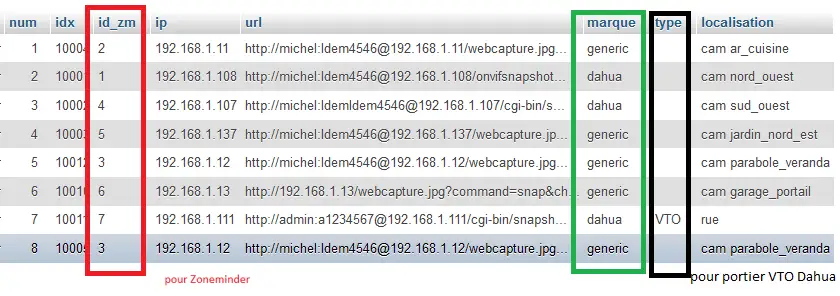 num idx id_zm ip url marque type localisation
1 10004 2 192.168.1.11 http://michel:Idem4546@192.168.1.11/webcapture.jpg... generic cam ar_cuisine
2 10001 1 192.168.1.108 http://michel:Idem4546@192.168.1.108/onvifsnapshot... dahua cam nord_ouest
3 10002 4 192.168.1.107 http://michel:IdemIdem4546@192.168.1.107/cgi-bin/s... dahua cam sud_ouest
4 10003 5 192.168.1.137 http://michel:Idem4546@192.168.1.137/webcapture.jp... generic cam jardin_nord_est
5 10012 3 192.168.1.12 http://michel:Idem4546@192.168.1.12/webcapture.jpg... generic cam parabole_veranda
6 10006 6 192.168.1.13 http://192.168.1.13/webcapture.jpg?command=snap&ch... generic cam garage_portail
7 10011 7 192.168.1.111 http://admin:a1234567@192.168.1.111/cgi-bin/snapsh... dahua VTO rue
8 10005 3 192.168.1.12 http://michel:Idem4546@192.168.1.12/webcapture.jpg... generic cam parabole_veranda
pour Zoneminder
pour portier VTO Dahua